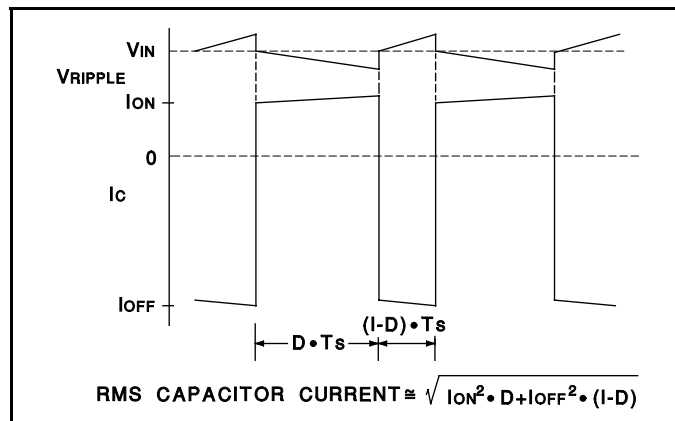 VIN
VRIPPLE
ION
0
IC
IOFF
D•Ts
(I-D)•Ts
RMS CAPACITOR CURRENT≅ √ION²•D+IOFF²•(I-D)